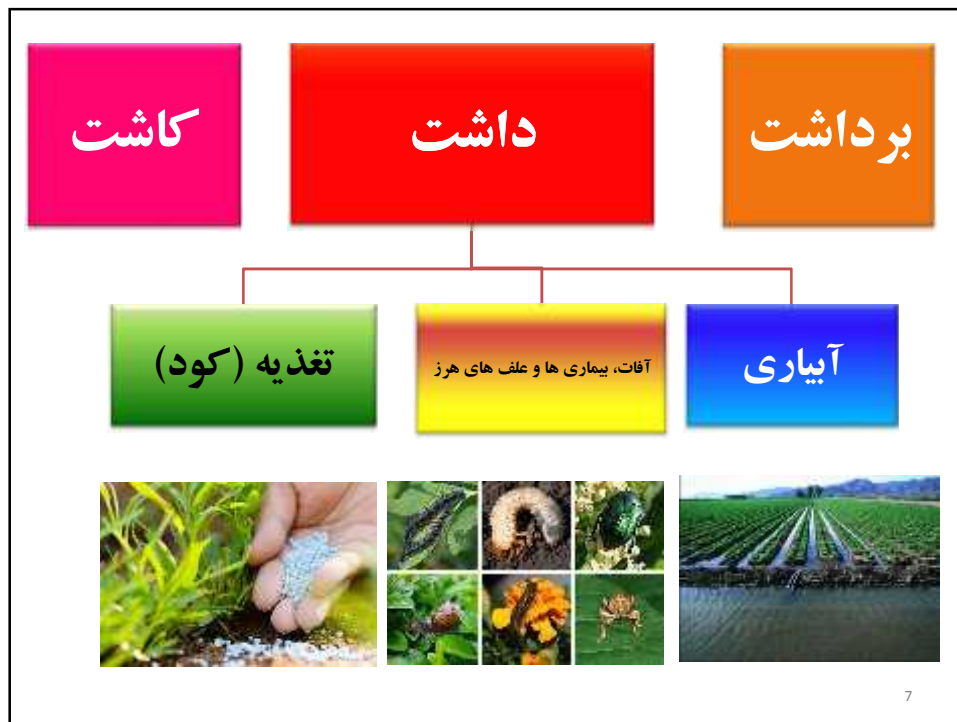 برداشت
داشت
کاشت
آبیاری
آفات، بیماری ها و علف های هرز
تغذیه (کود)
7